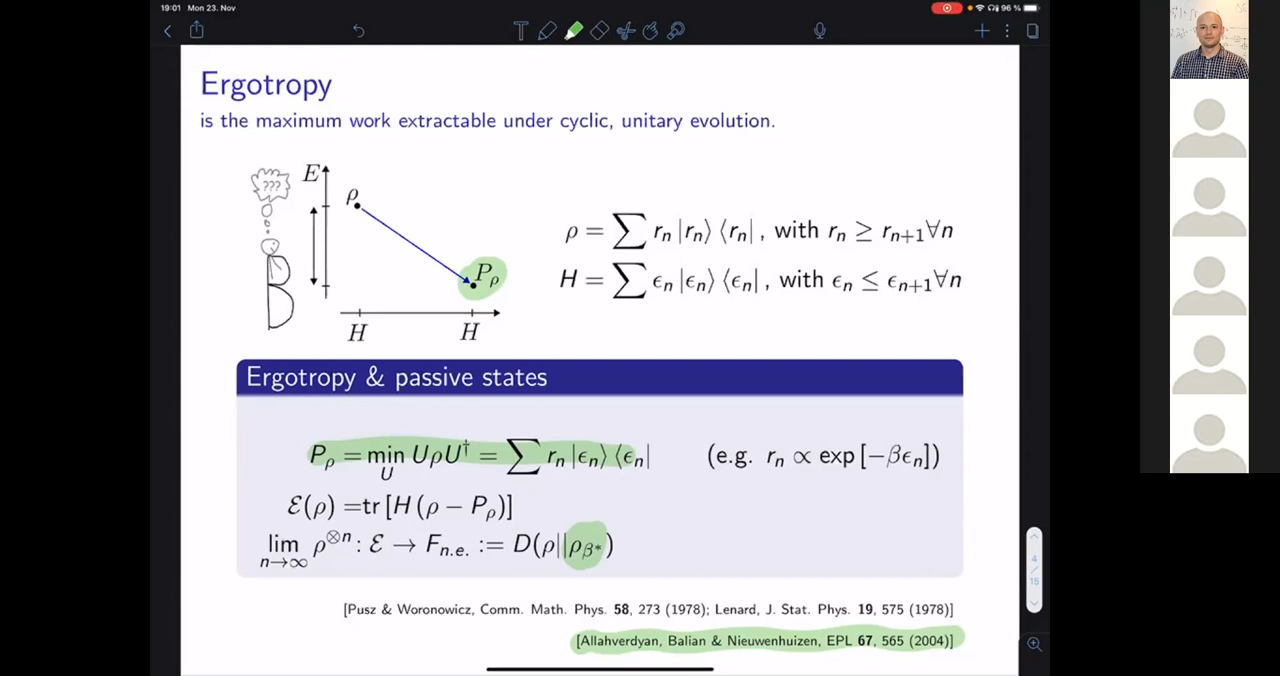 19:01 Mon 23. Nov
96 %
Ergotropy
is the maximum work extractable under cyclic, unitary evolution.
???
E
ρ
P_ρ
H H
ρ = ∑ r_n |r_n⟩ ⟨r_n| , with r_n ≥ r_{n+1} ∀n
H = ∑ ϵ_n |ϵ_n⟩ ⟨ϵ_n| , with ϵ_n ≤ ϵ_{n+1} ∀n
Ergotropy & passive states
P_ρ = min_U UρU† = ∑ r_n |ϵ_n⟩ ⟨ϵ_n| (e.g. r_n ∝ exp [−βϵ_n])
ℰ(ρ) =tr [H (ρ − P_ρ)]
lim_{n→∞} ρ^{⊗n} : ℰ → F_{n.e.} := D(ρ||ρ_{β*})
[Pusz & Woronowicz, Comm. Math. Phys. 58, 273 (1978); Lenard, J. Stat. Phys. 19, 575 (1978)]
[Allahverdyan, Balian & Nieuwenhuizen, EPL 67, 565 (2004)]
4
/
15